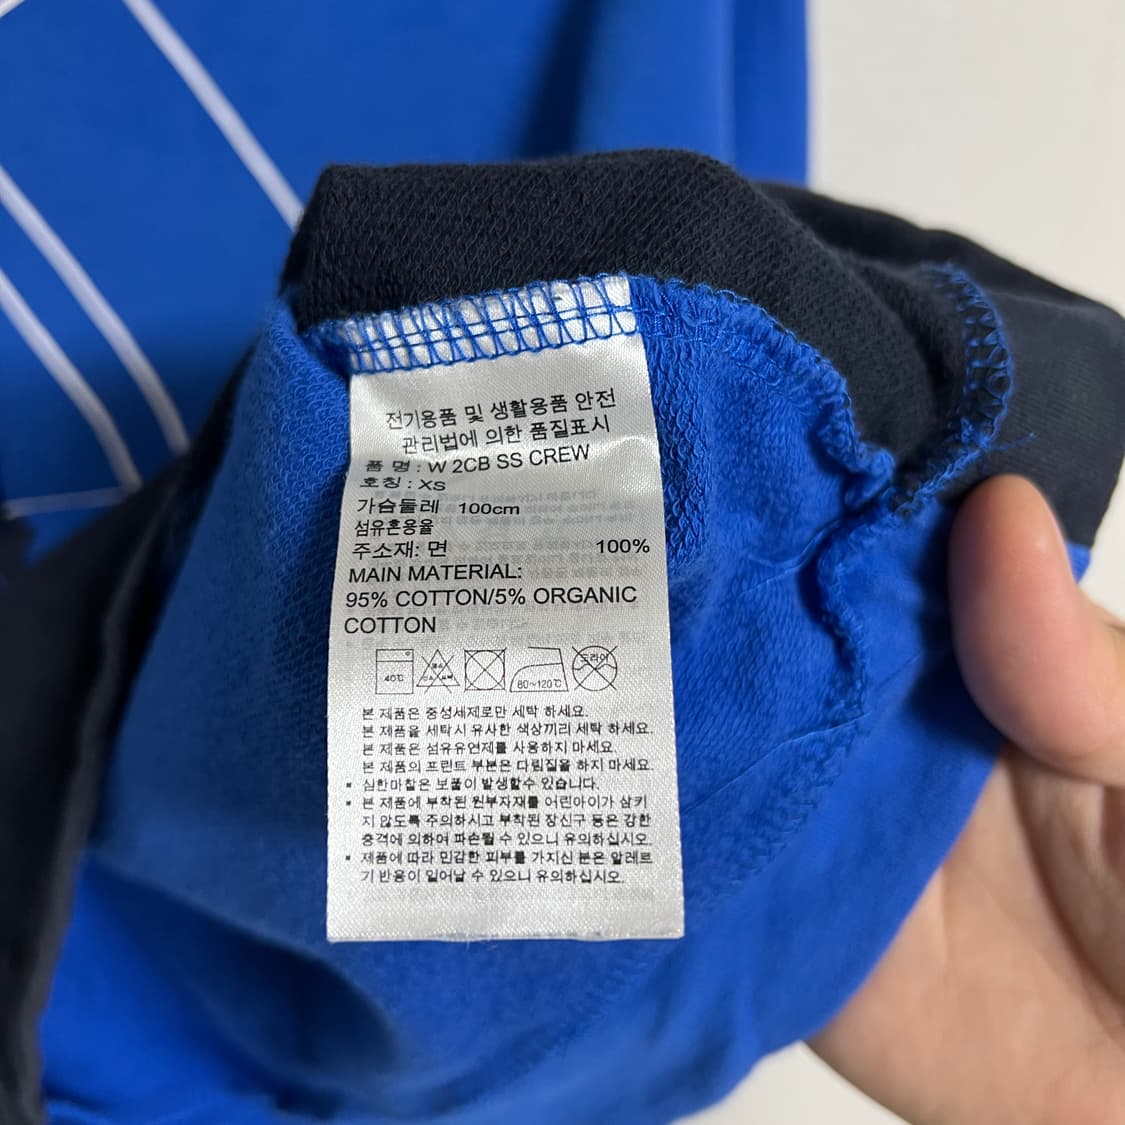 전기용품 및 생활용품 안전
관리법에 의한 품질표시
품 명 : W 2CB SS CREW
호칭 : XS
가슴둘레 100cm
섬유혼용율
주소재: 면 100%
MAIN MATERIAL:
95% COTTON/5% ORGANIC
COTTON
40℃
80~120℃
드라이
본 제품은 중성세제로만 세탁 하세요.
본 제품을 세탁시 유사한 색상끼리 세탁 하세요.
본 제품은 섬유유연제를 사용하지 마세요.
본 제품의 프린트 부분은 다림질을 하지 마세요.
▪ 심한마찰은 보풀이 발생할수 있습니다.
▪ 본 제품에 부착된 원부자재를 어린아이가 삼키
지 않도록 주의하시고 부착된 장신구 등은 강한
충격에 의하여 파손될 수 있으니 유의하십시오.
▪ 제품에 따라 민감한 피부를 가지신 분은 알레르
기 반응이 일어날 수 있으니 유의하십시오.